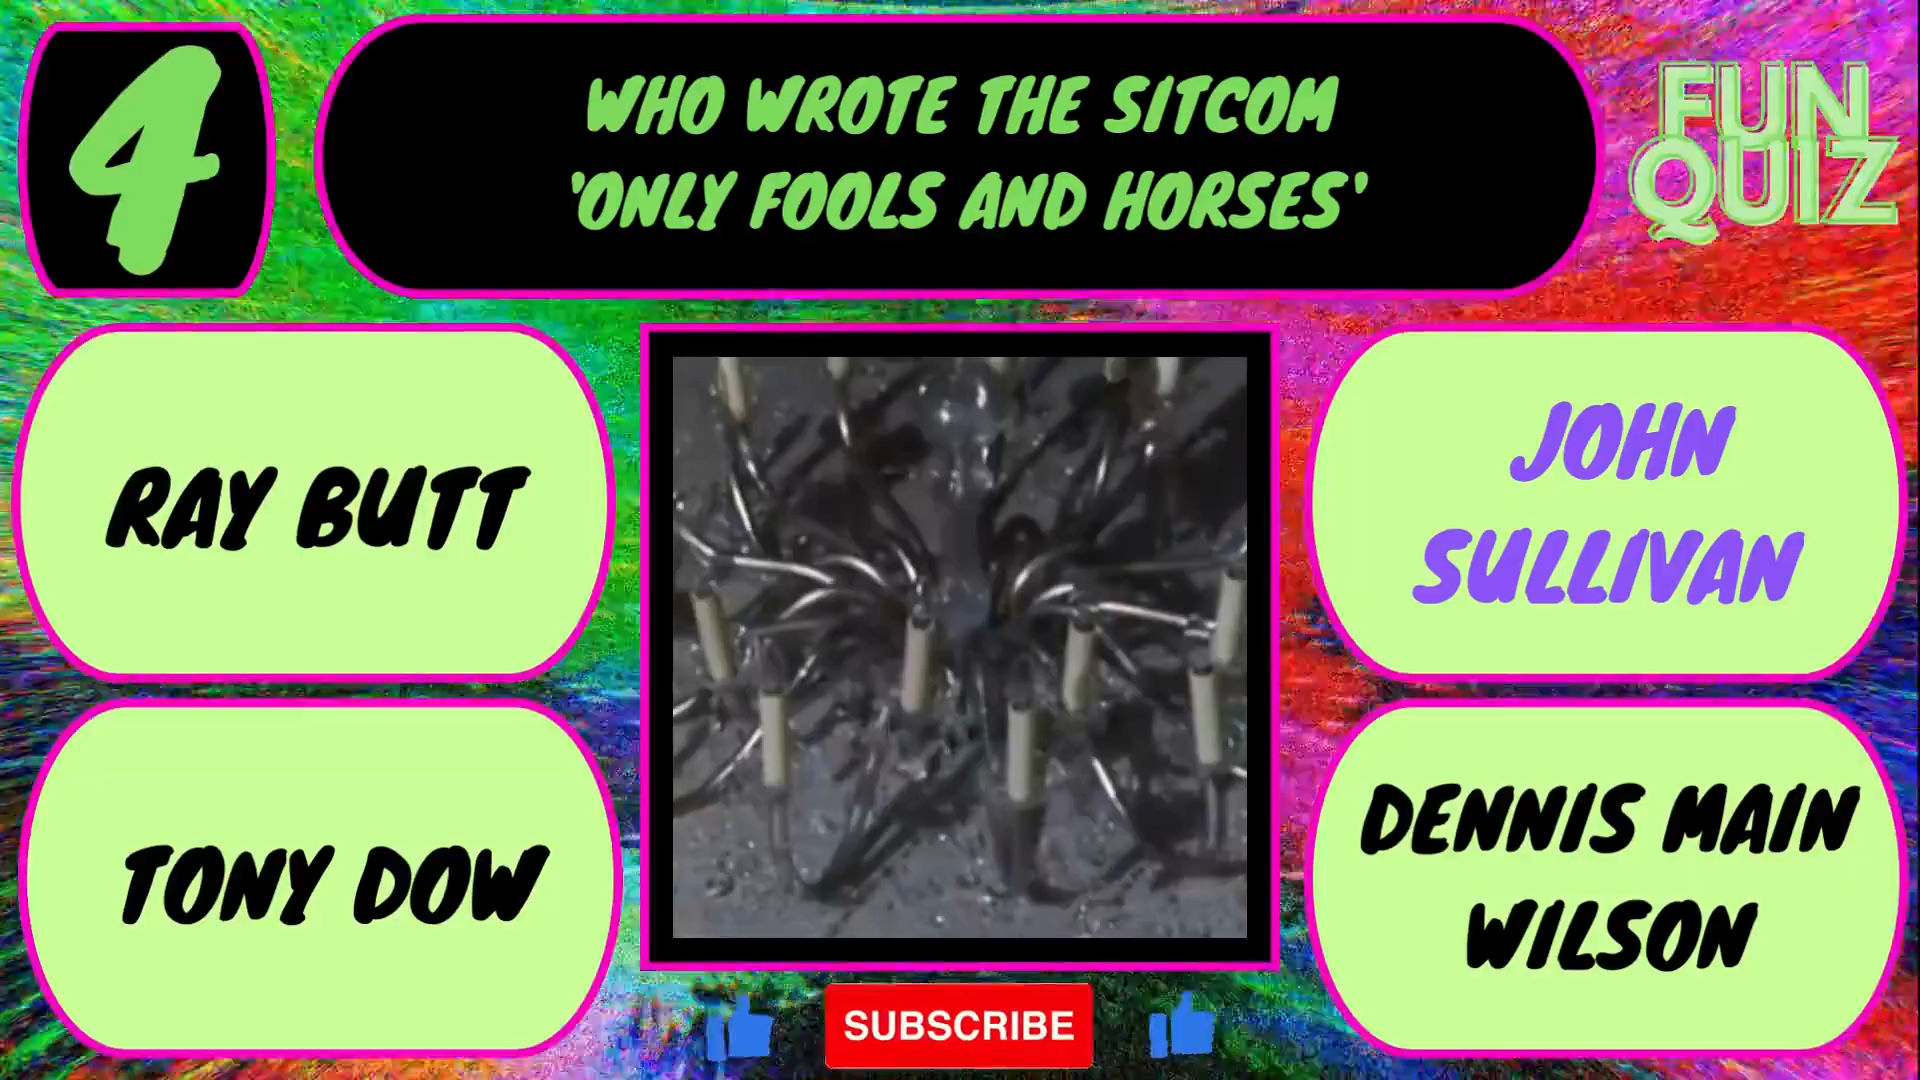 4
WHO WROTE THE SITCOM
'ONLY FOOLS AND HORSES'
FUN
QUIZ
RAY BUTT
JOHN
SULLIVAN
TONY DOW
DENNIS MAIN
WILSON
SUBSCRIBE